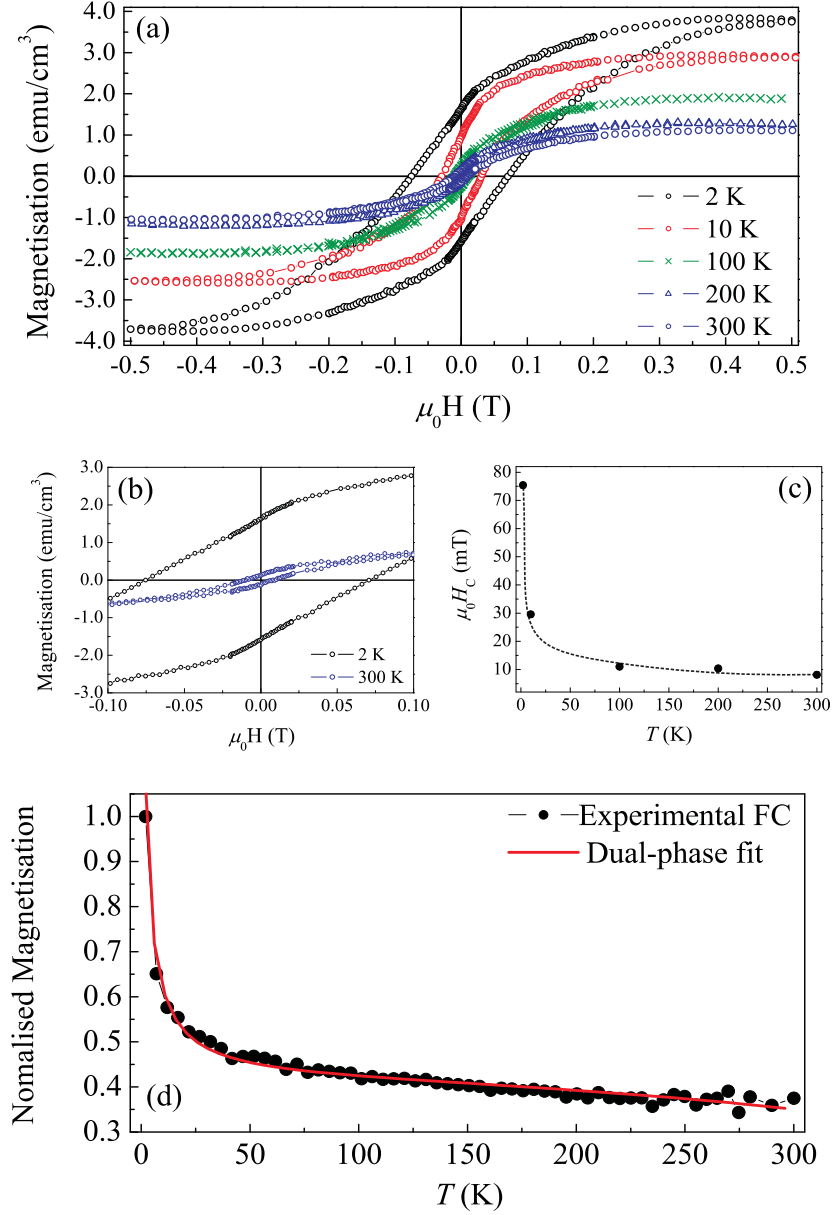 (a)
4.0
3.0
2.0
1.0
0.0
-1.0
-2.0
-3.0
-4.0
Magnetisation (emu/cm³)
2 K
10 K
100 K
200 K
300 K
-0.5 -0.4 -0.3 -0.2 -0.1 0.0 0.1 0.2 0.3 0.4 0.5
μ₀H (T)
(b)
3.0
2.0
1.0
0.0
-1.0
-2.0
-3.0
Magnetisation (emu/cm³)
2 K
300 K
-0.10 -0.05 0.00 0.05 0.10
μ₀H (T)
(c)
80
70
60
50
40
30
20
10
μ₀H_C (mT)
0 50 100 150 200 250 300
T (K)
1.0
0.9
0.8
0.7
0.6
0.5
0.4
0.3
Nomalised Magnetisation
Experimental FC
Dual-phase fit
(d)
0 50 100 150 200 250 300
T (K)